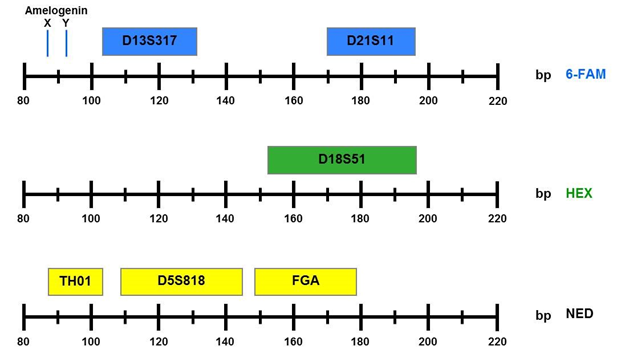 Amelogenin
X Y
D13S317 D21S11
80 100 120 140 160 180 200 220 bp 6-FAM
D18S51
80 100 120 140 160 180 200 220 bp HEX
TH01 D5S818 FGA
80 100 120 140 160 180 200 220 bp NED